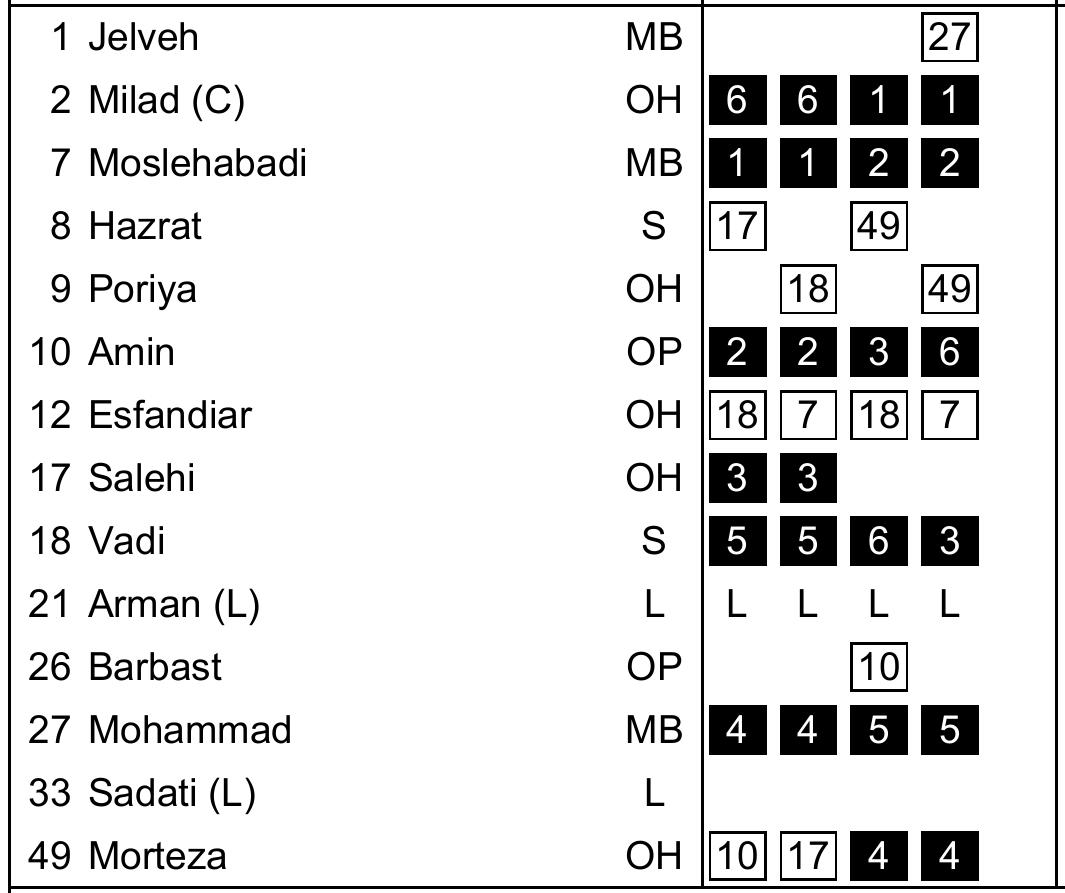 1 Jelveh MB 27
2 Milad (C) OH 6 6 1 1
7 Moslehabadi MB 1 1 2 2
8 Hazrat S 17 49
9 Poriya OH 18 49
10 Amin OP 2 2 3 6
12 Esfandiar OH 18 7 18 7
17 Salehi OH 3 3
18 Vadi S 5 5 6 3
21 Arman (L) L L L L L
26 Barbast OP 10
27 Mohammad MB 4 4 5 5
33 Sadati (L) L
49 Morteza OH 10 17 4 4